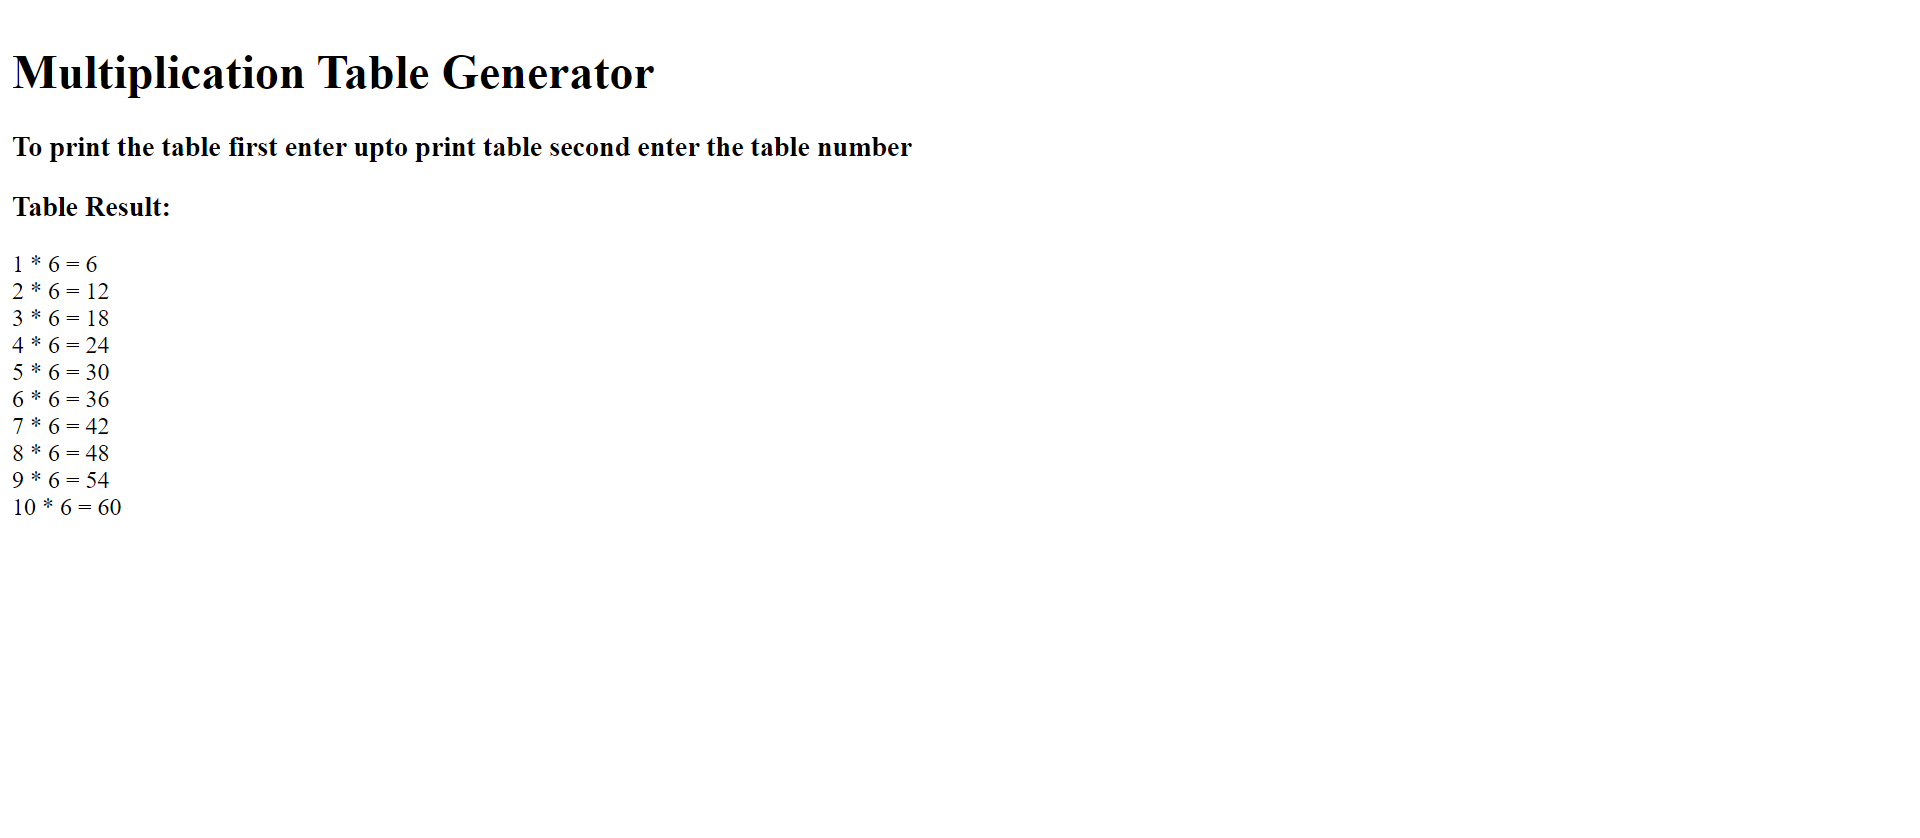 Multiplication Table Generator
To print the table first enter upto print table second enter the table number
Table Result:
1 * 6 = 6
2 * 6 = 12
3 * 6 = 18
4 * 6 = 24
5 * 6 = 30
6 * 6 = 36
7 * 6 = 42
8 * 6 = 48
9 * 6 = 54
10 * 6 = 60